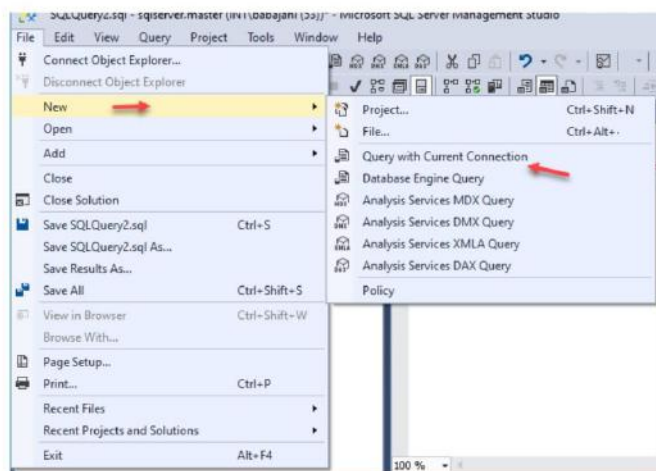 SQLQuery2.sql - sqlserver.master (INT\babajani (53))* - Microsoft SQL Server Management Studio
File Edit View Query Project Tools Window Help
Connect Object Explorer...
Disconnect Object Explorer
New
Open
Add
Close
Close Solution
Save SQLQuery2.sql Ctrl+S
Save SQLQuery2.sql As...
Save Results As...
Save All Ctrl+Shift+S
View in Browser Ctrl+Shift+W
Browse With...
Page Setup...
Print... Ctrl+P
Recent Files
Recent Projects and Solutions
Exit Alt+F4
Project... Ctrl+Shift+N
File... Ctrl+Alt+.
Query with Current Connection
Database Engine Query
Analysis Services MDX Query
Analysis Services DMX Query
Analysis Services XMLA Query
Analysis Services DAX Query
Policy
100 %